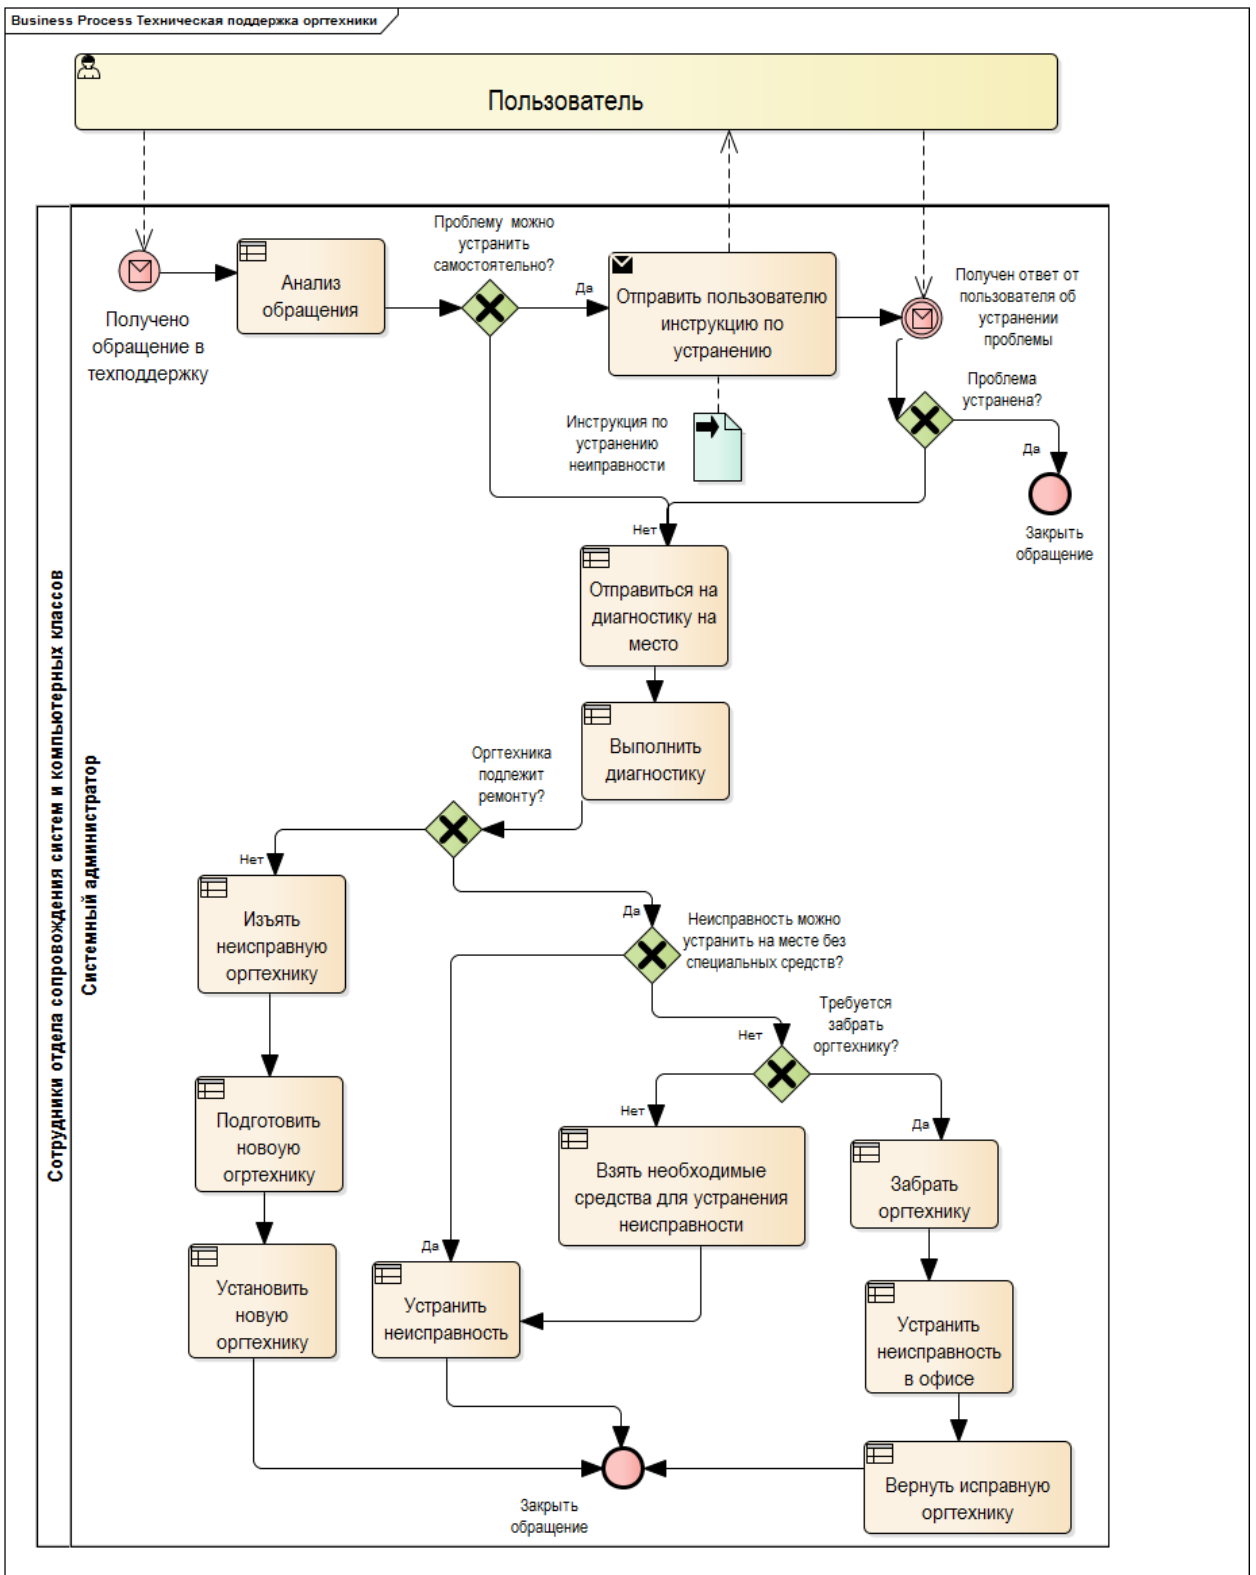 Business Process Техническая поддержка оргтехники
Пользователь
Сотрудники отдела сопровождения систем и компьютерных классов
Системный администратор
Получено
обращение в
техподдержку
Анализ
обращения
Проблему можно
устранить
самостоятельно?
Да
Отправить пользователю
инструкцию по
устранению
Получен ответ от
пользователя об
устранении
проблемы
Инструкция по
устранению
неиправности
Проблема
устранена?
Да
Закрыть
обращение
Нет
Отправиться на
диагностику на
место
Выполнить
диагностику
Оргтехника
подлежит
ремонту?
Нет
Изъять
неисправную
оргтехнику
Да
Неисправность можно
устранить на месте без
специальных средств?
Требуется
забрать
оргтехнику?
Нет
Подготовить
новоую
огртехнику
Нет
Взять необходимые
средства для устранения
неисправности
Да
Забрать
оргтехнику
Установить
новую
оргтехнику
Да
Устранить
неисправность
Устранить
неисправность
в офисе
Вернуть исправную
оргтехнику
Закрыть
обращение